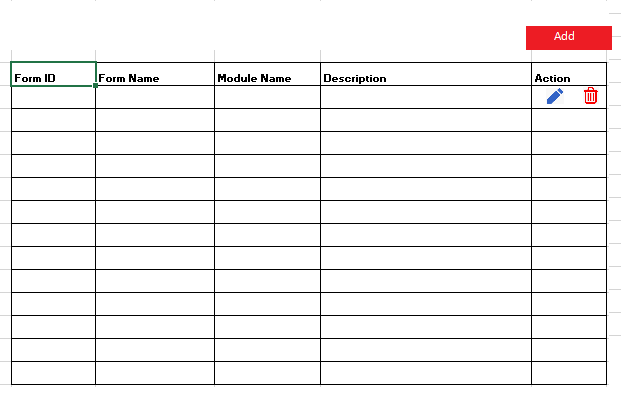 Add
Form ID Form Name Module Name Description Action